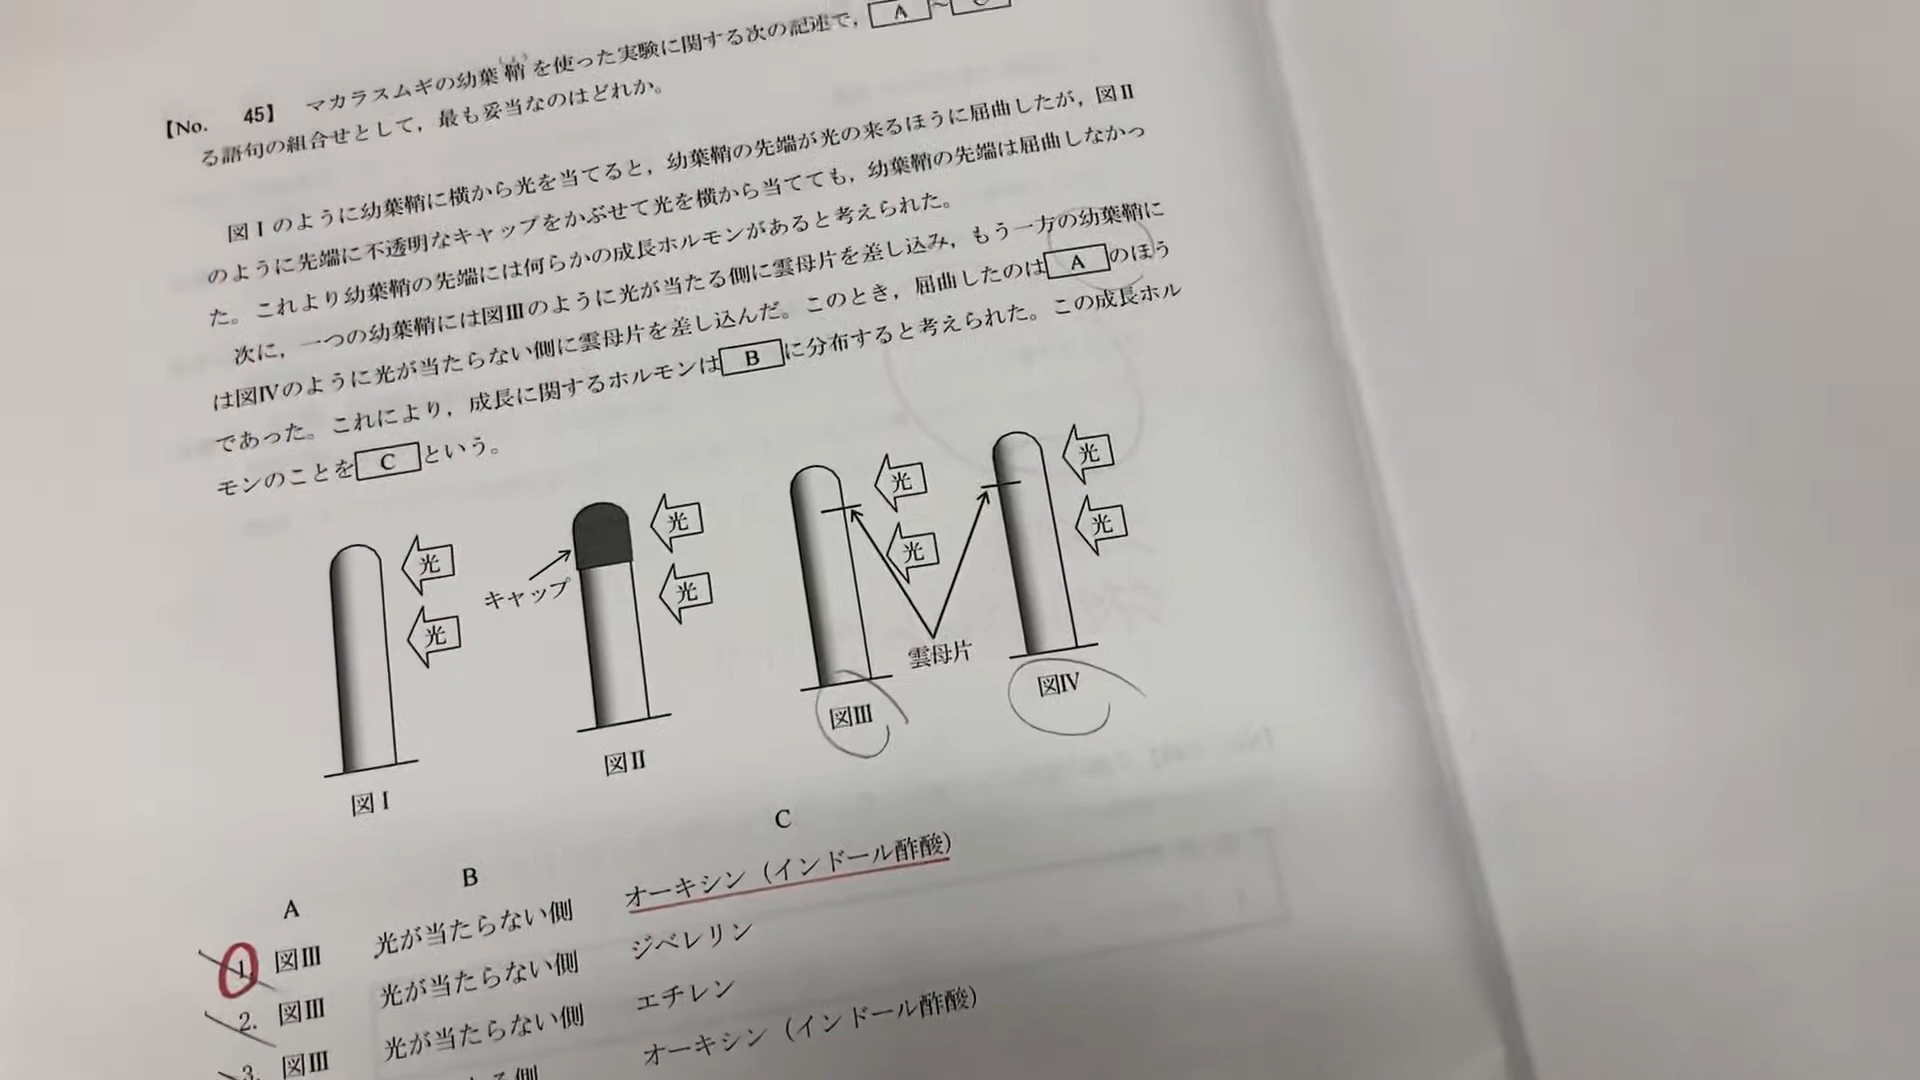 【No. 45】 マカラスムギの幼葉鞘を使った実験に関する次の記述で, A ~
る語句の組合せとして, 最も妥当なのはどれか。
図Ⅰのように幼葉鞘に横から光を当てると, 幼葉鞘の先端が光の来るほうに屈曲したが, 図Ⅱ
のように先端に不透明なキャップをかぶせて光を横から当てても, 幼葉鞘の先端は屈曲しなかっ
た。これより幼葉鞘の先端には何らかの成長ホルモンがあると考えられた。
次に, 一つの幼葉鞘には図Ⅲのように光が当たる側に雲母片を差し込み, もう一方の幼葉鞘に
は図Ⅳのように光が当たらない側に雲母片を差し込んだ。このとき, 屈曲したのは A のほう
であった。これにより, 成長に関するホルモンは B に分布すると考えられた。この成長ホル
モンのことを C という。
光 光 光 光
光 光 光 光
キャップ
雲母片
図Ⅰ 図Ⅱ 図Ⅲ 図Ⅳ
A B C
1. 図Ⅲ 光が当たらない側 オーキシン（インドール酢酸）
2. 図Ⅲ 光が当たらない側 ジベレリン
3. 図Ⅲ 光が当たらない側 エチレン
る側 オーキシン（インドール酢酸）